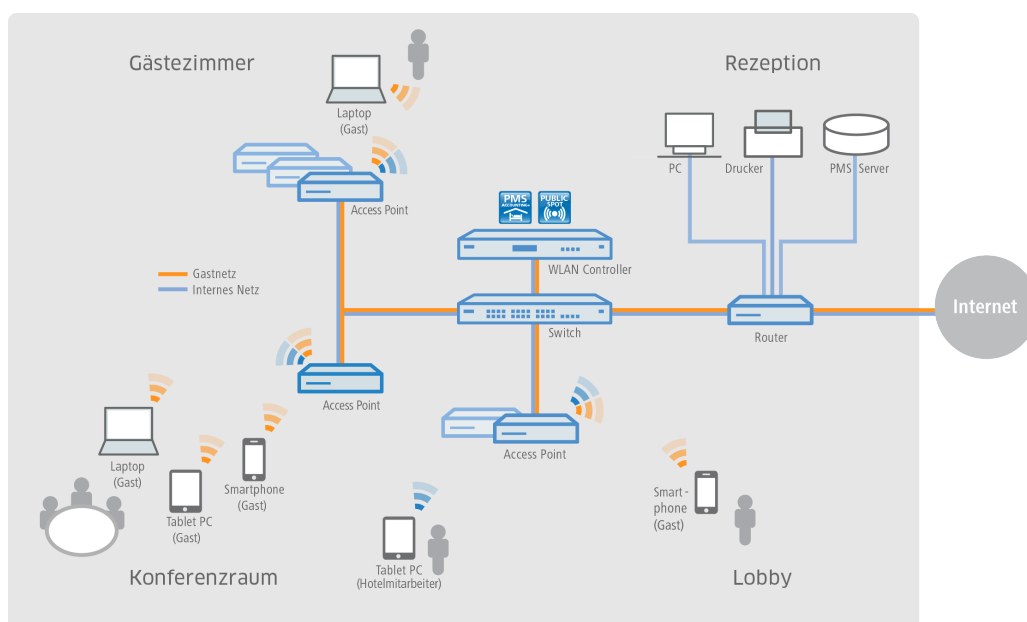 Gästezimmer
Rezeption
Laptop
(Gast)
PC
Drucker
PMS Server
Access Point
PMS
ACCOUNTING+
PUBLIC
SPOT
WLAN Controller
Gastnetz
Internes Netz
Switch
Router
Internet
Access Point
Access Point
Laptop
(Gast)
Tablet PC
(Gast)
Smartphone
(Gast)
Smart-
phone
(Gast)
Tablet PC
(Hotelmitarbeiter)
Konferenzraum
Lobby